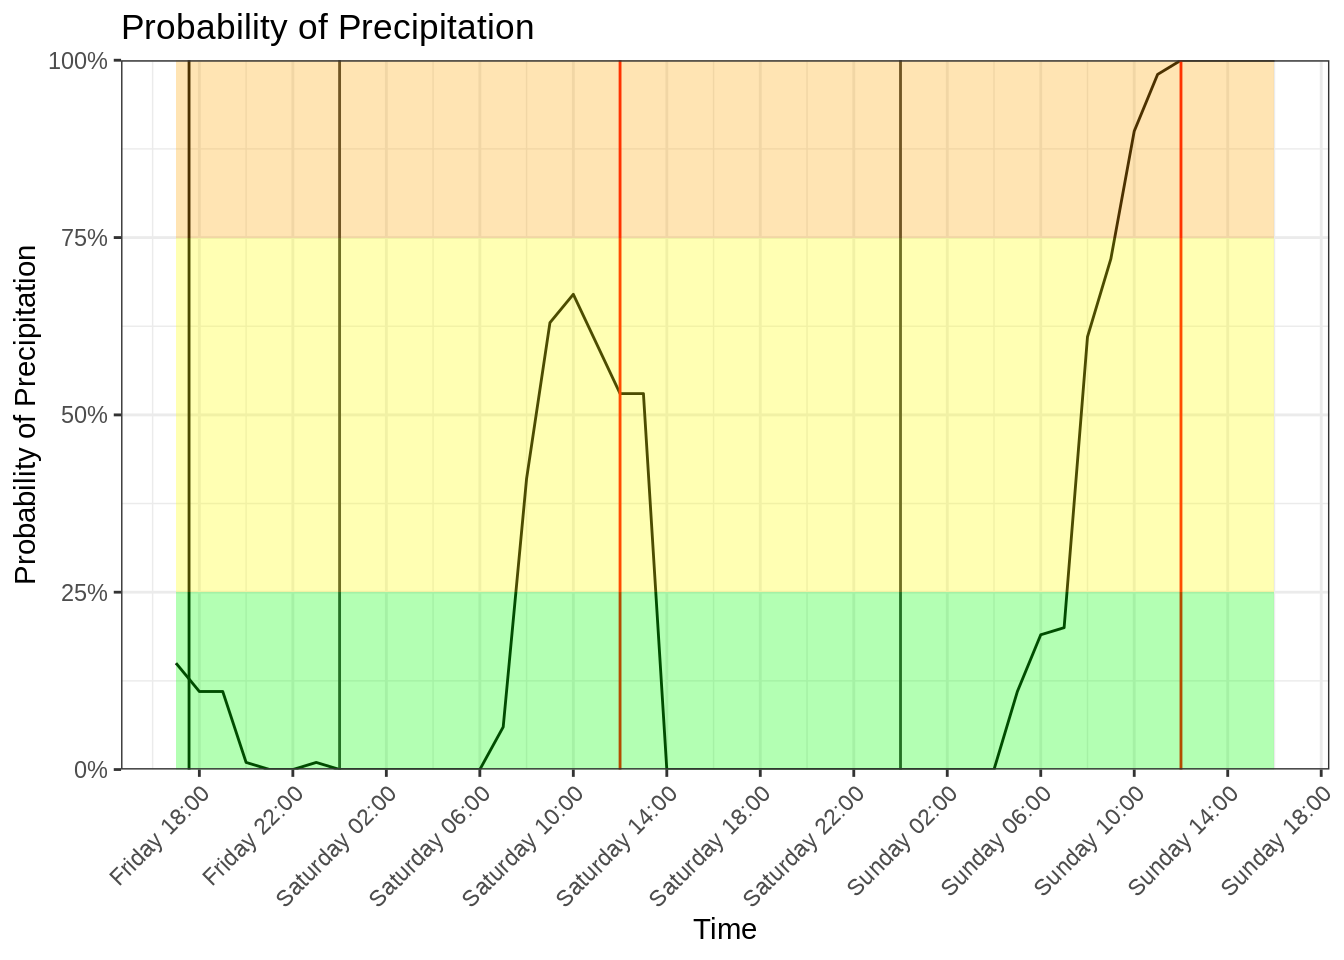 Probability of Precipitation
Probability of Precipitation
100%
75%
50%
25%
0%
Friday 18:00
Friday 22:00
Saturday 02:00
Saturday 06:00
Saturday 10:00
Saturday 14:00
Saturday 18:00
Saturday 22:00
Sunday 02:00
Sunday 06:00
Sunday 10:00
Sunday 14:00
Sunday 18:00
Time